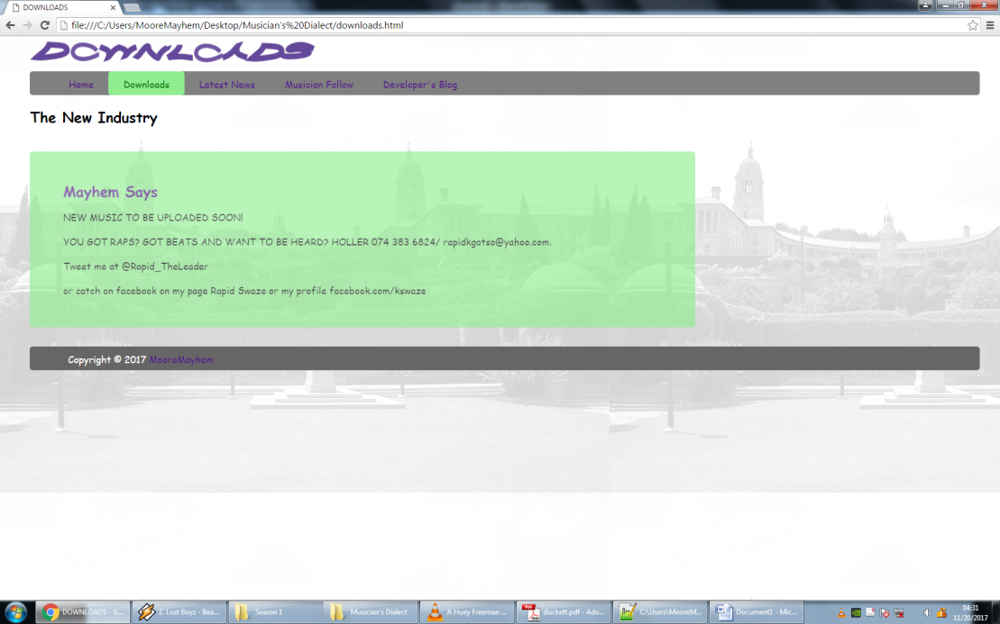 DOWNLOADS
file:///C:/Users/MooreMayhem/Desktop/Musician's%20Dialect/downloads.html
DOWNLOADS
Home Downloads Latest News Musician Follow Developer's Blog
The New Industry
Mayhem Says
NEW MUSIC TO BE UPLOADED SOON!
YOU GOT RAPS? GOT BEATS AND WANT TO BE HEARD? HOLLER 074 383 6824/ rapidkgotso@yahoo.com.
Tweet me at @Rapid_TheLeader
or catch on facebook on my page Rapid Swaze or my profile facebook.com/kswaze
Copyright © 2017 MooreMayhem
DOWNLOADS - G... 2. Lost Boyz - Bea... Season 1 Musician's Dialect A Huey Freeman ... duckett.pdf - Ado... C:\Users\MooreM... Document1 - Mic...
04:31
11/20/2017